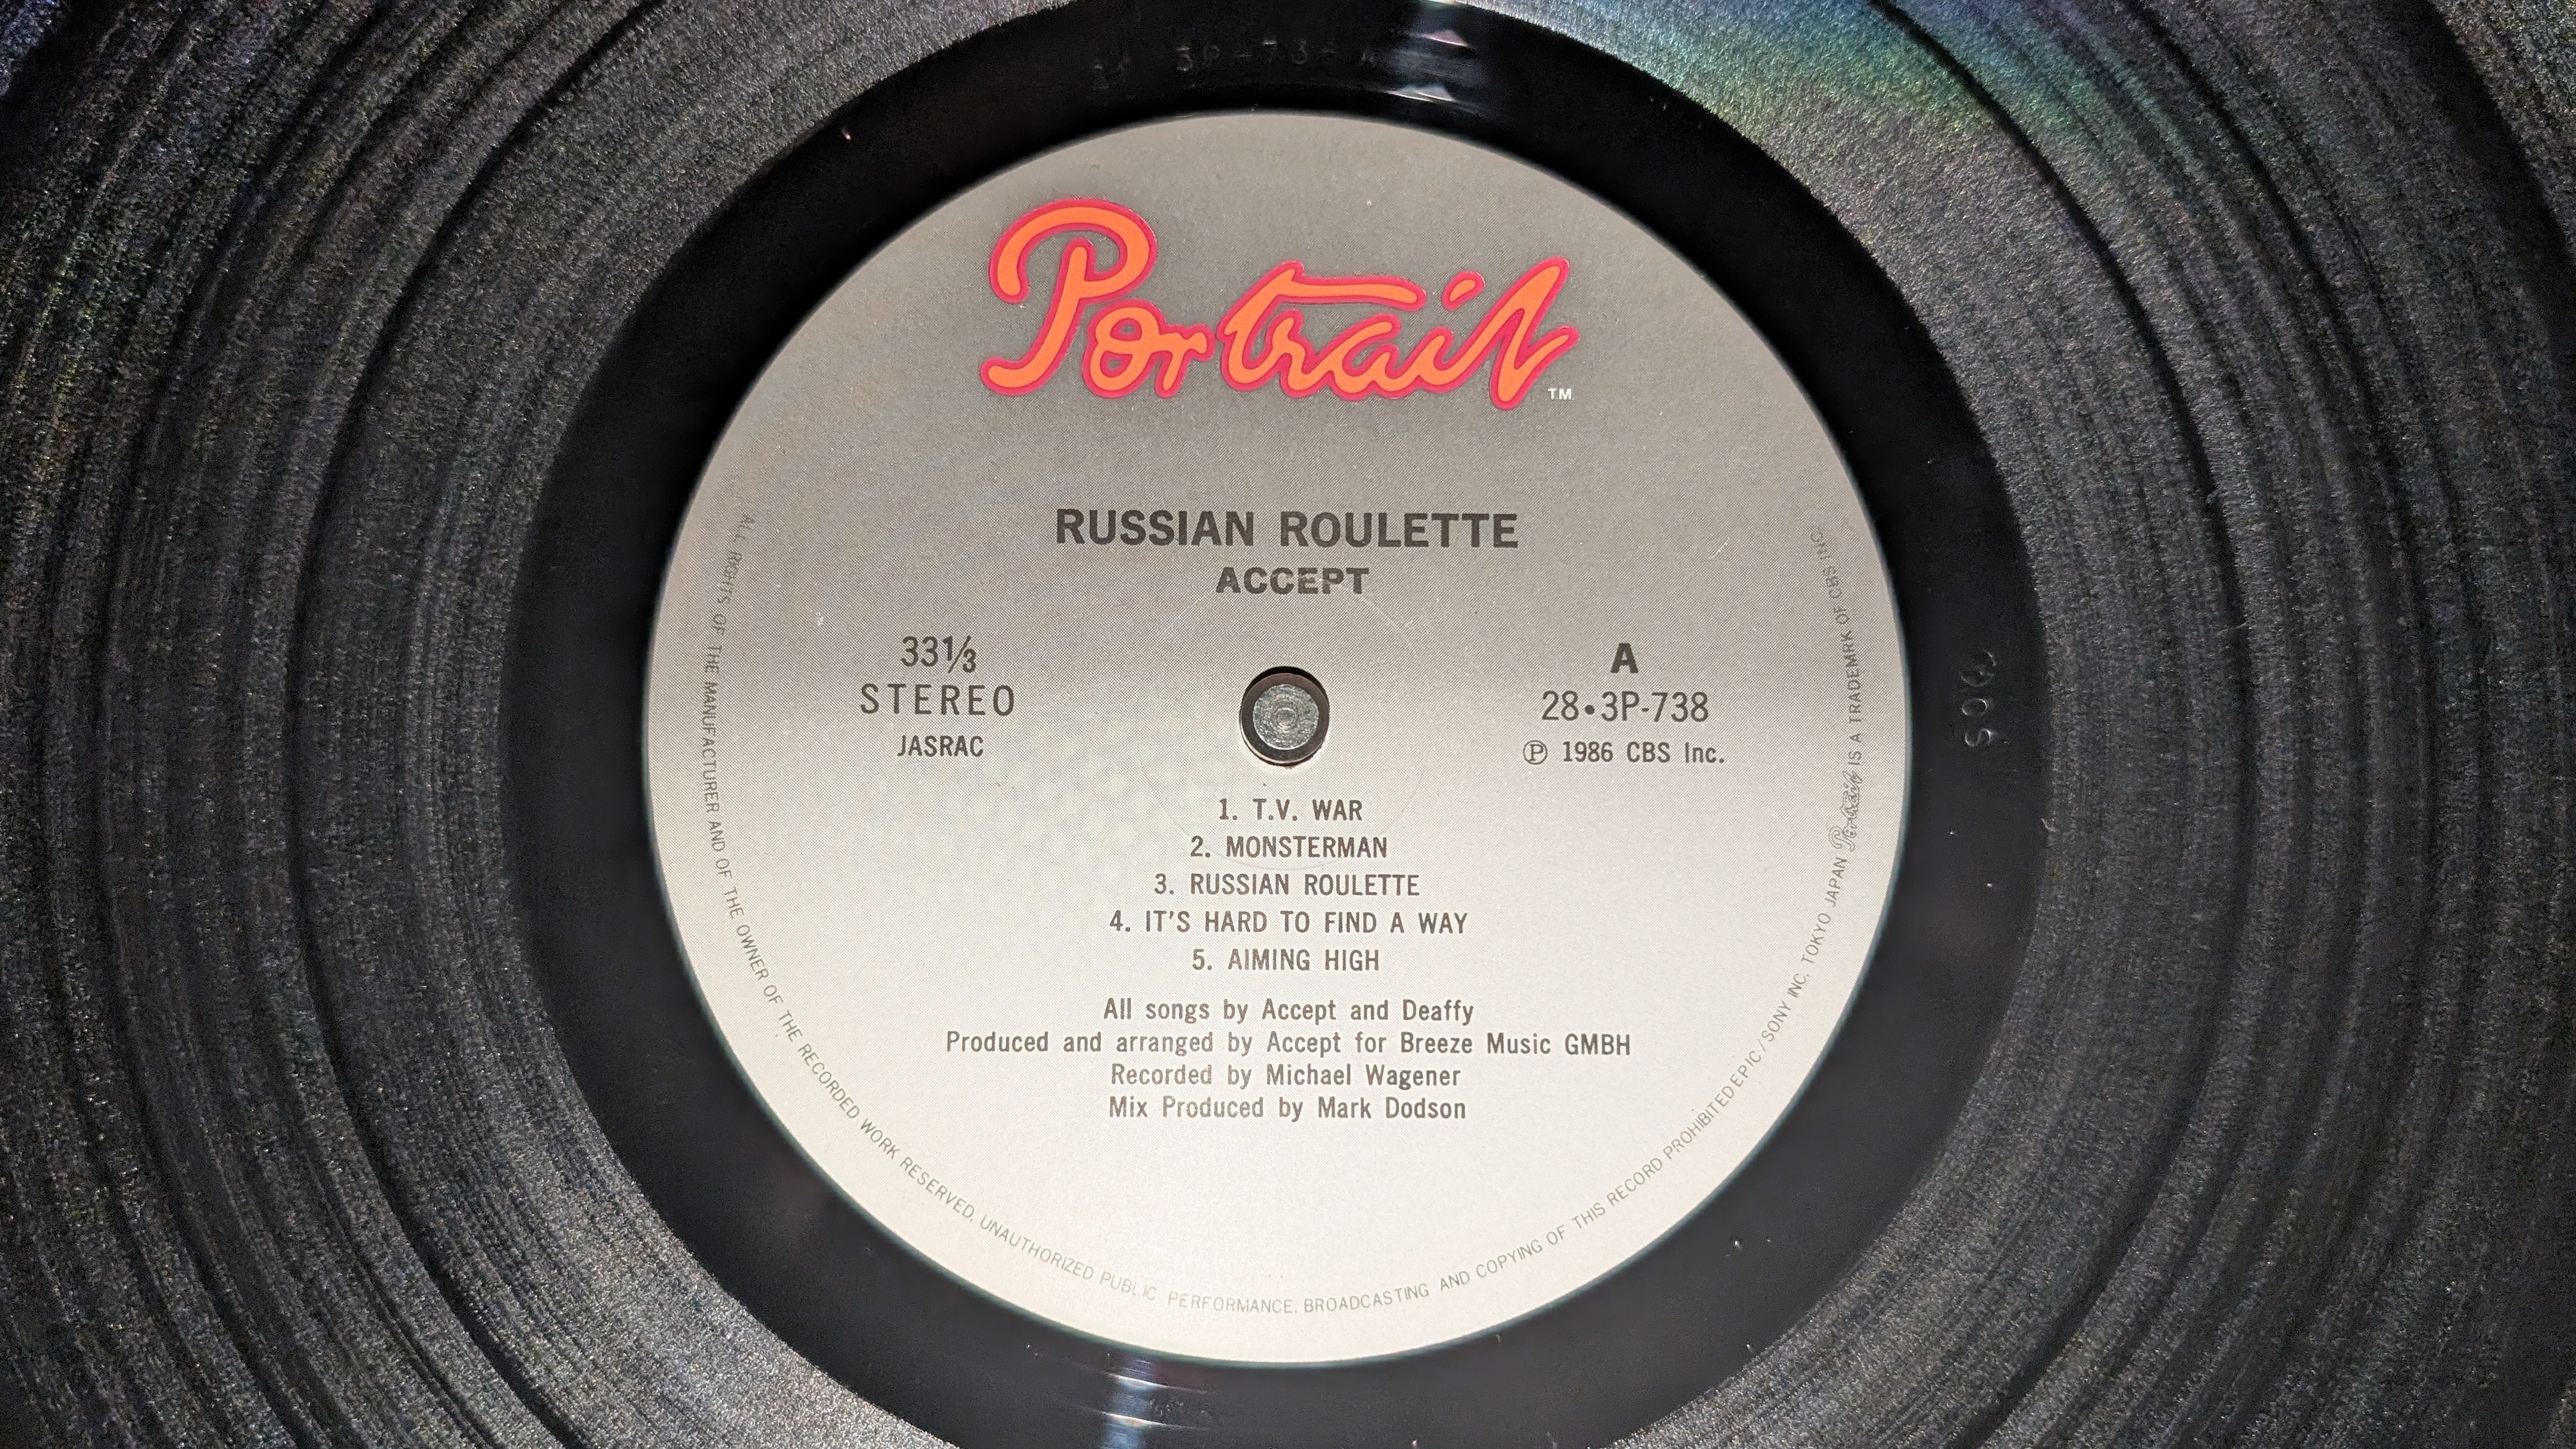 Portrait
TM
RUSSIAN ROULETTE
ACCEPT
33⅓
STEREO
JASRAC
A
28•3P-738
℗ 1986 CBS Inc.
1. T.V. WAR
2. MONSTERMAN
3. RUSSIAN ROULETTE
4. IT'S HARD TO FIND A WAY
5. AIMING HIGH
All songs by Accept and Deaffy
Produced and arranged by Accept for Breeze Music GMBH
Recorded by Michael Wagener
Mix Produced by Mark Dodson
ALL RIGHTS OF THE MANUFACTURER AND OF THE OWNER OF THE RECORDED WORK RESERVED. UNAUTHORIZED PUBLIC PERFORMANCE. BROADCASTING AND COPYING OF THIS RECORD PROHIBITED EPIC/SONY INC. TOKYO JAPAN Portrait IS A TRADEMRK OF CBS INC.